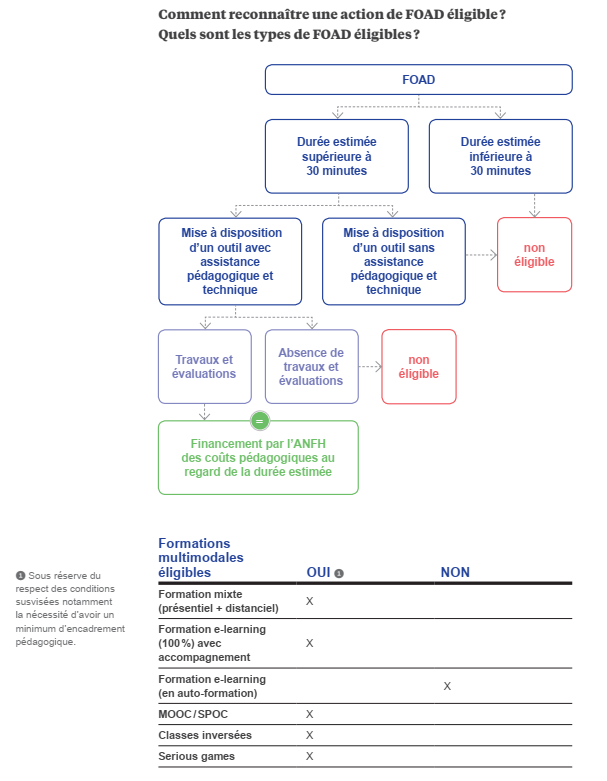 Comment reconnaître une action de FOAD éligible ?
Quels sont les types de FOAD éligibles ?
FOAD
Durée estimée
supérieure à
30 minutes
Durée estimée
inférieure à
30 minutes
Mise à disposition
d’un outil avec
assistance
pédagogique et
technique
Mise à disposition
d’un outil sans
assistance
pédagogique et
technique
non
éligible
Travaux et
évaluations
Absence de
travaux et
évaluations
non
éligible
=
Financement par l’ANFH
des coûts pédagogiques au
regard de la durée estimée
Formations
multimodales
éligibles
OUI ❶
NON
❶ Sous réserve du
respect des conditions
susvisées notamment
la nécessité d’avoir un
minimum d’encadrement
pédagogique.
Formation mixte
(présentiel + distanciel)
X
Formation e-learning
(100 %) avec
accompagnement
X
Formation e-learning
(en auto-formation)
X
MOOC / SPOC
X
Classes inversées
X
Serious games
X